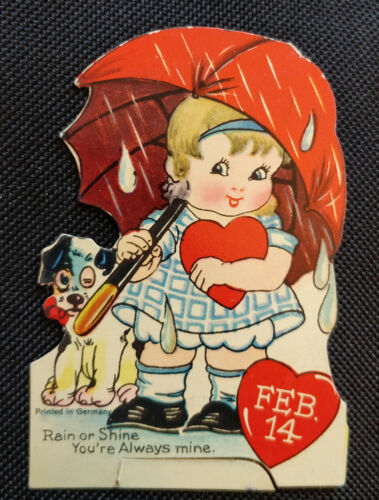 FEB.
14
Printed in Germany
Rain or Shine
You're Always mine.